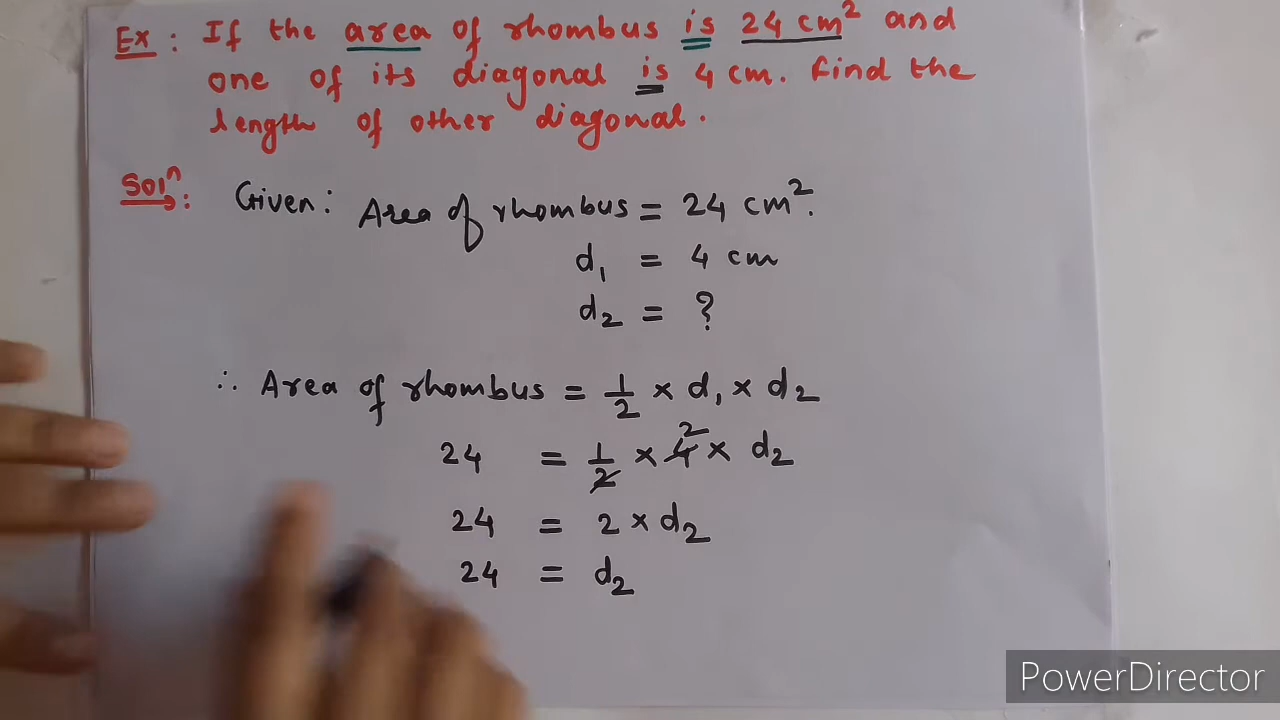 Ex : If the area of rhombus is 24 cm² and
one of its diagonal is 4 cm. Find the
length of other diagonal.
Solⁿ: Given: Area of rhombus = 24 cm².
d₁ = 4 cm
d₂ = ?
∴ Area of rhombus = 1/2 × d₁ × d₂
24 = 1/2 × 4 2 × d₂
24 = 2 × d₂
24 = d₂
PowerDirector